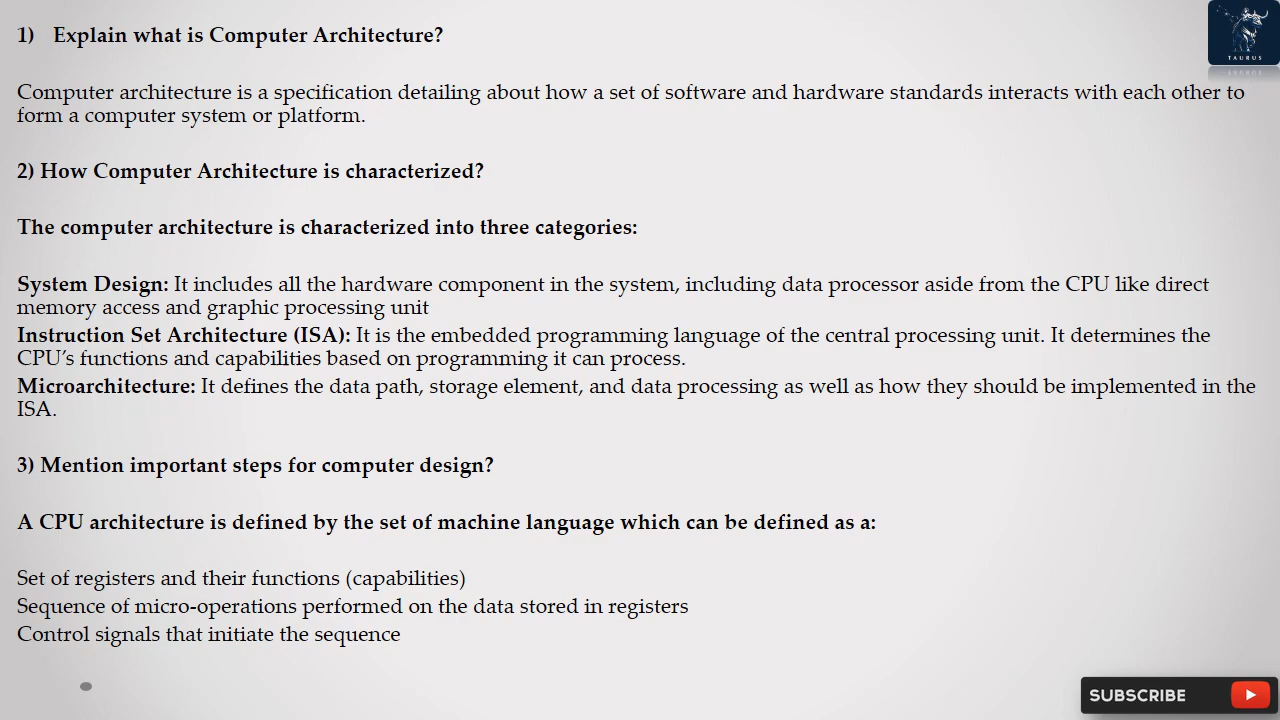 1) Explain what is Computer Architecture?
TAURUS
Computer architecture is a specification detailing about how a set of software and hardware standards interacts with each other to
form a computer system or platform.
2) How Computer Architecture is characterized?
The computer architecture is characterized into three categories:
System Design: It includes all the hardware component in the system, including data processor aside from the CPU like direct
memory access and graphic processing unit
Instruction Set Architecture (ISA): It is the embedded programming language of the central processing unit. It determines the
CPU’s functions and capabilities based on programming it can process.
Microarchitecture: It defines the data path, storage element, and data processing as well as how they should be implemented in the
ISA.
3) Mention important steps for computer design?
A CPU architecture is defined by the set of machine language which can be defined as a:
Set of registers and their functions (capabilities)
Sequence of micro-operations performed on the data stored in registers
Control signals that initiate the sequence
SUBSCRIBE